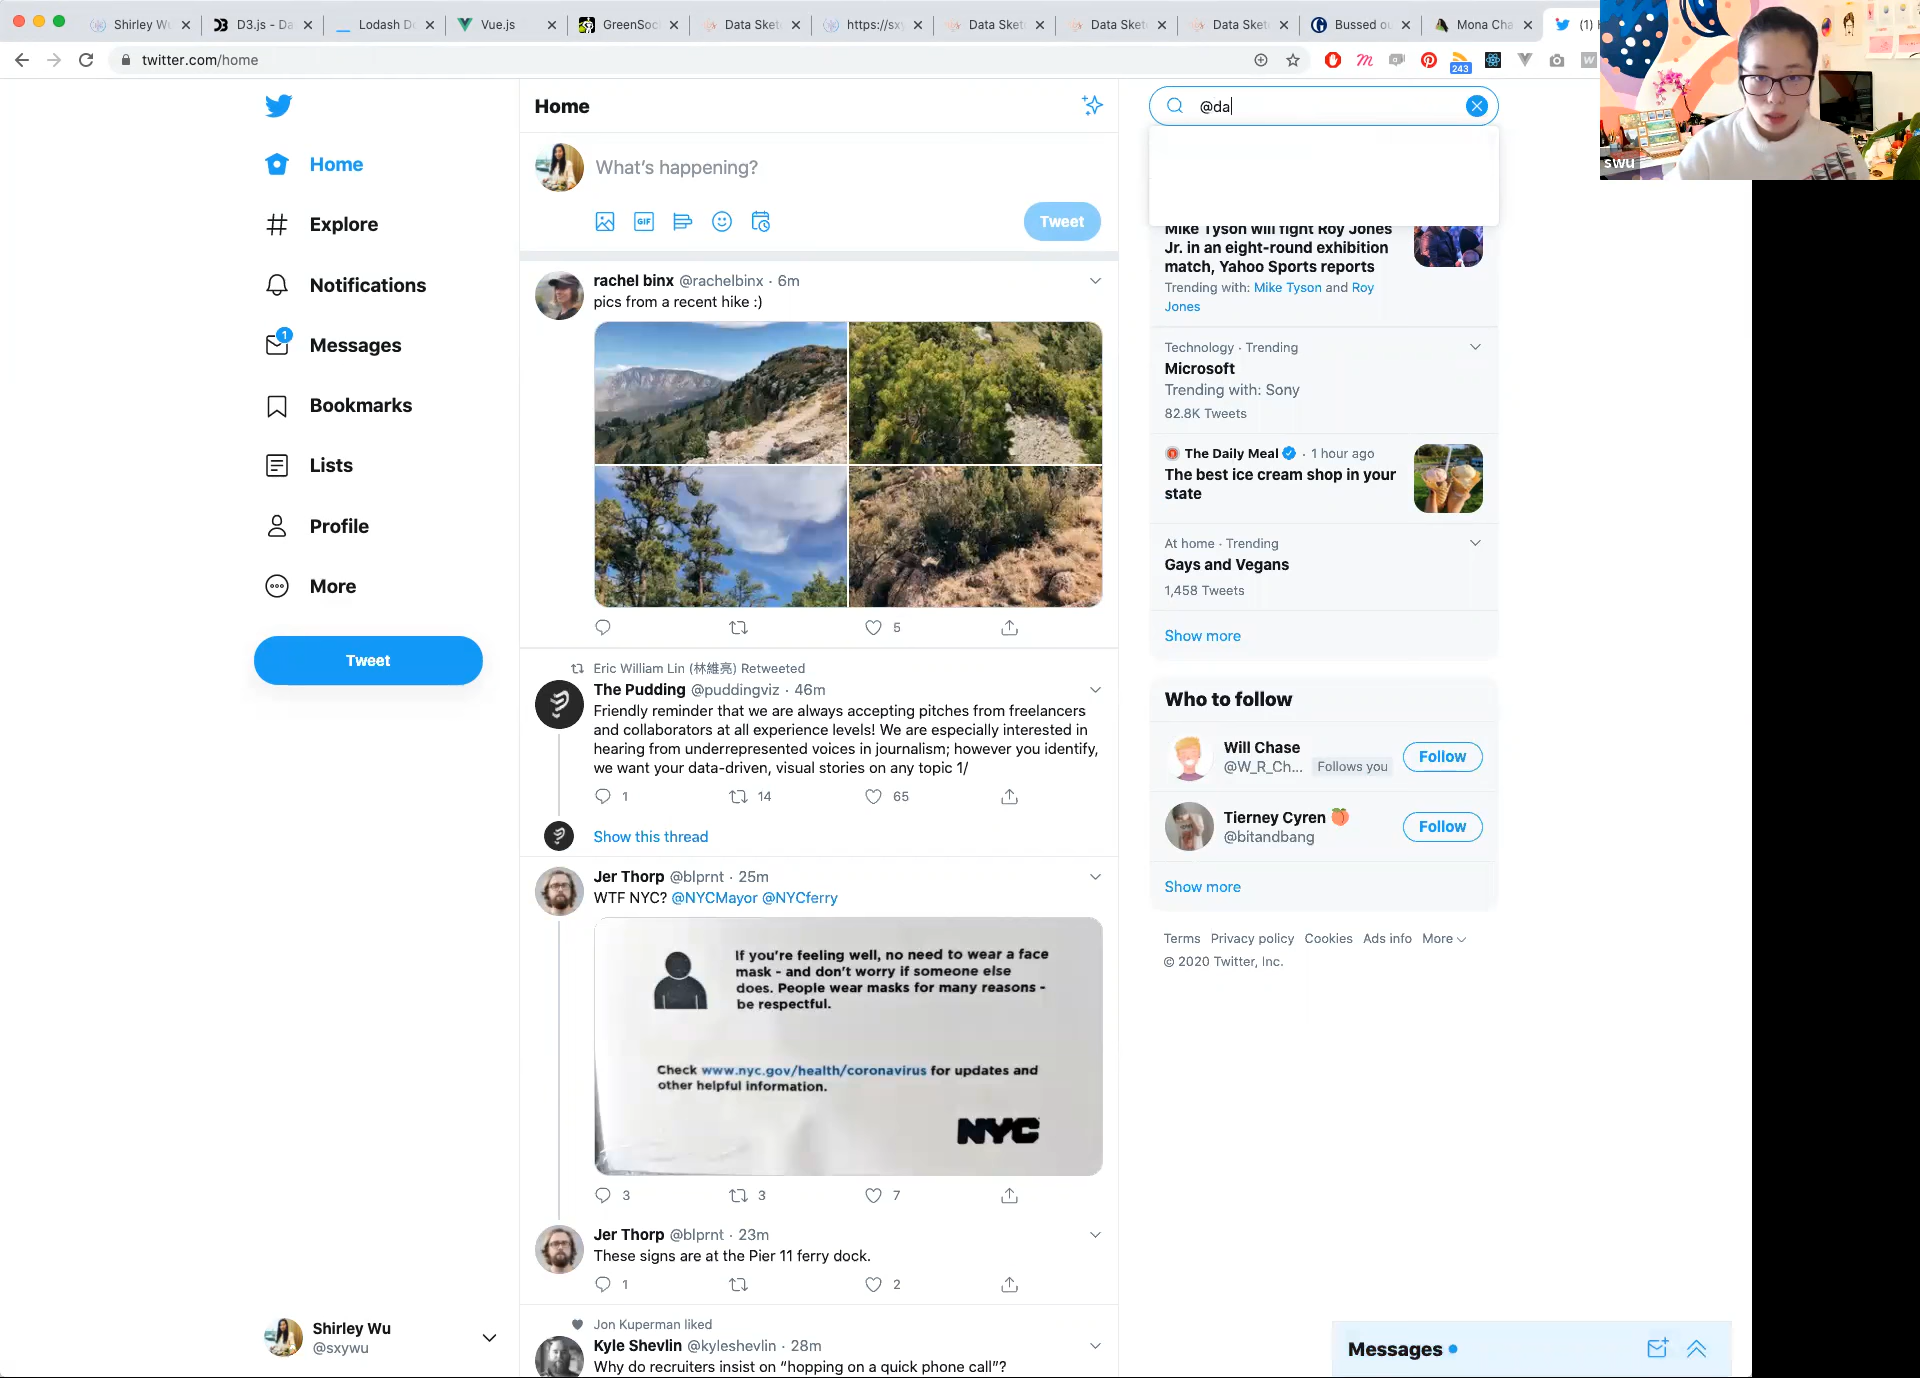 Shirley Wu
D3.js - Da
Lodash D
Vue.js
GreenSoc
Data Sket
https://sxy
Data Sket
Data Sket
Data Sket
Bussed ou
Mona Cha
(1)
twitter.com/home
243
swu
Home
Explore
Notifications
1
Messages
Bookmarks
Lists
Profile
More
Tweet
Shirley Wu
@sxywu
Home
What's happening?
GIF
Tweet
rachel binx @rachelbinx · 6m
pics from a recent hike :)
5
Eric William Lin (林維亮) Retweeted
The Pudding @puddingviz · 46m
Friendly reminder that we are always accepting pitches from freelancers
and collaborators at all experience levels! We are especially interested in
hearing from underrepresented voices in journalism; however you identify,
we want your data-driven, visual stories on any topic 1/
1 14 65
Show this thread
Jer Thorp @blprnt · 25m
WTF NYC? @NYCMayor @NYCferry
If you're feeling well, no need to wear a face
mask - and don't worry if someone else
does. People wear masks for many reasons -
be respectful.
Check www.nyc.gov/health/coronavirus for updates and
other helpful information.
NYC
3 3 7
Jer Thorp @blprnt · 23m
These signs are at the Pier 11 ferry dock.
1 2
Jon Kuperman liked
Kyle Shevlin @kyleshevlin · 28m
Why do recruiters insist on “hopping on a quick phone call”?
@da
Mike Tyson will fight Roy Jones
Jr. in an eight-round exhibition
match, Yahoo Sports reports
Trending with: Mike Tyson and Roy
Jones
Technology · Trending
Microsoft
Trending with: Sony
82.8K Tweets
The Daily Meal · 1 hour ago
The best ice cream shop in your
state
At home · Trending
Gays and Vegans
1,458 Tweets
Show more
Who to follow
Will Chase
@W_R_Ch... Follows you
Follow
Tierney Cyren
@bitandbang
Follow
Show more
Terms Privacy policy Cookies Ads info More
© 2020 Twitter, Inc.
Messages